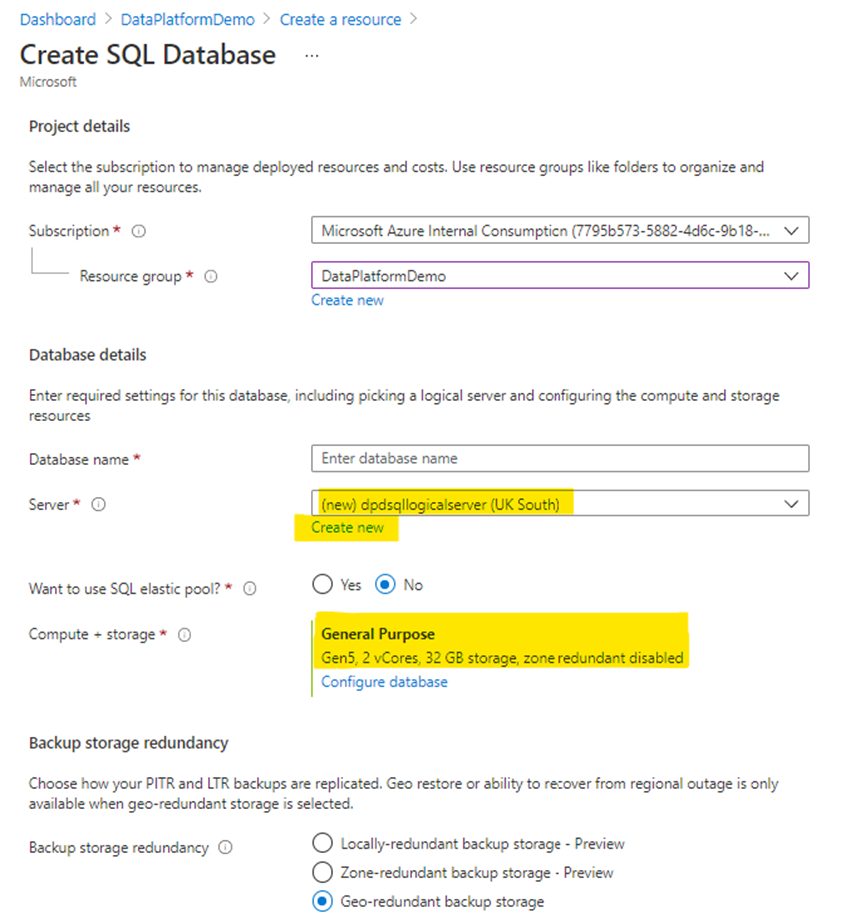 Dashboard > DataPlatformDemo > Create a resource >
Create SQL Database ...
Microsoft
Project details
Select the subscription to manage deployed resources and costs. Use resource groups like folders to organize and
manage all your resources.
Subscription *
Microsoft Azure Internal Consumption (7795b573-5882-4d6c-9b18-...
Resource group *
DataPlatformDemo
Create new
Database details
Enter required settings for this database, including picking a logical server and configuring the compute and storage
resources
Database name *
Enter database name
Server *
(new) dpdsqllogicalserver (UK South)
Create new
Want to use SQL elastic pool? *
Yes No
Compute + storage *
General Purpose
Gen5, 2 vCores, 32 GB storage, zone redundant disabled
Configure database
Backup storage redundancy
Choose how your PITR and LTR backups are replicated. Geo restore or ability to recover from regional outage is only
available when geo-redundant storage is selected.
Backup storage redundancy
Locally-redundant backup storage - Preview
Zone-redundant backup storage - Preview
Geo-redundant backup storage